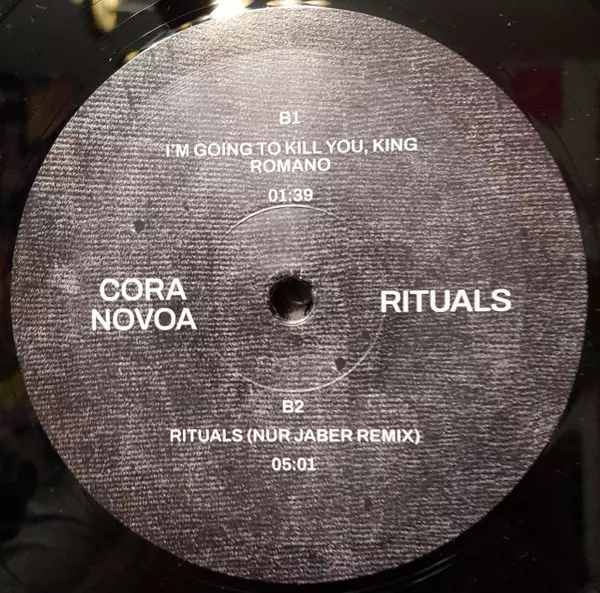 B1
I'M GOING TO KILL YOU, KING
ROMANO
01:39
CORA
NOVOA
RITUALS
B2
RITUALS (NUR JABER REMIX)
05:01